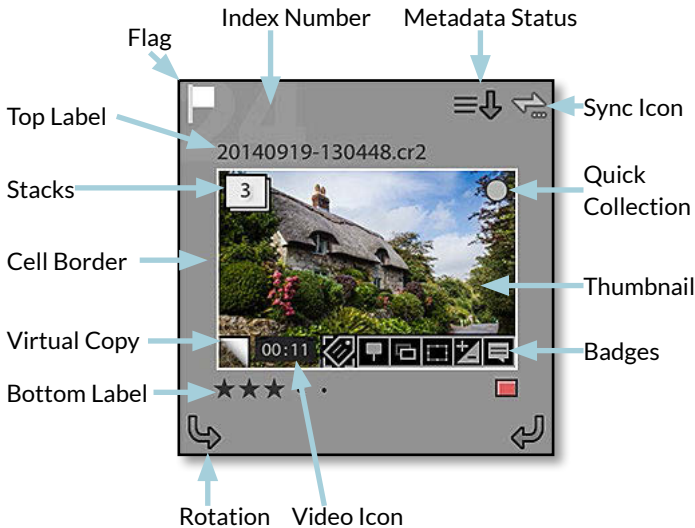 Index Number
Metadata Status
Flag
24
Top Label
Sync Icon
20140919-130448.cr2
Stacks
3
Quick
Collection
Cell Border
Thumbnail
Virtual Copy
00:11
Badges
Bottom Label
Rotation
Video Icon